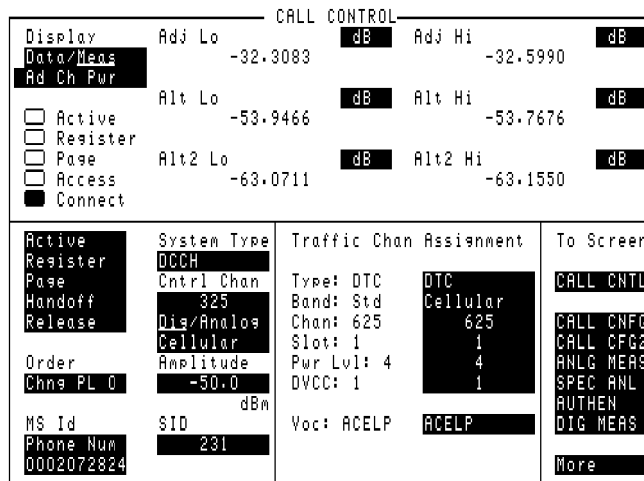 CALL CONTROL
Display
Data/Meas
Ad Ch Pwr
Active
Register
Page
Access
Connect
Adj Lo dB Adj Hi dB
-32.3083 -32.5990
Alt Lo dB Alt Hi dB
-53.9466 -53.7676
Alt2 Lo dB Alt2 Hi dB
-63.0711 -63.1550
Active
Register
Page
Handoff
Release
Order
Chng PL 0
MS Id
Phone Num
0002072824
System Type
DCCH
Cntrl Chan
325
Dig/Analog
Cellular
Amplitude
-50.0
dBm
SID
231
Traffic Chan Assignment
Type: DTC DTC
Band: Std Cellular
Chan: 625 625
Slot: 1 1
Pwr Lvl: 4 4
DVCC: 1 1
Voc: ACELP ACELP
To Screen
CALL CNTL
CALL CNFG
CALL CFG2
ANLG MEAS
SPEC ANL
AUTHEN
DIG MEAS
More